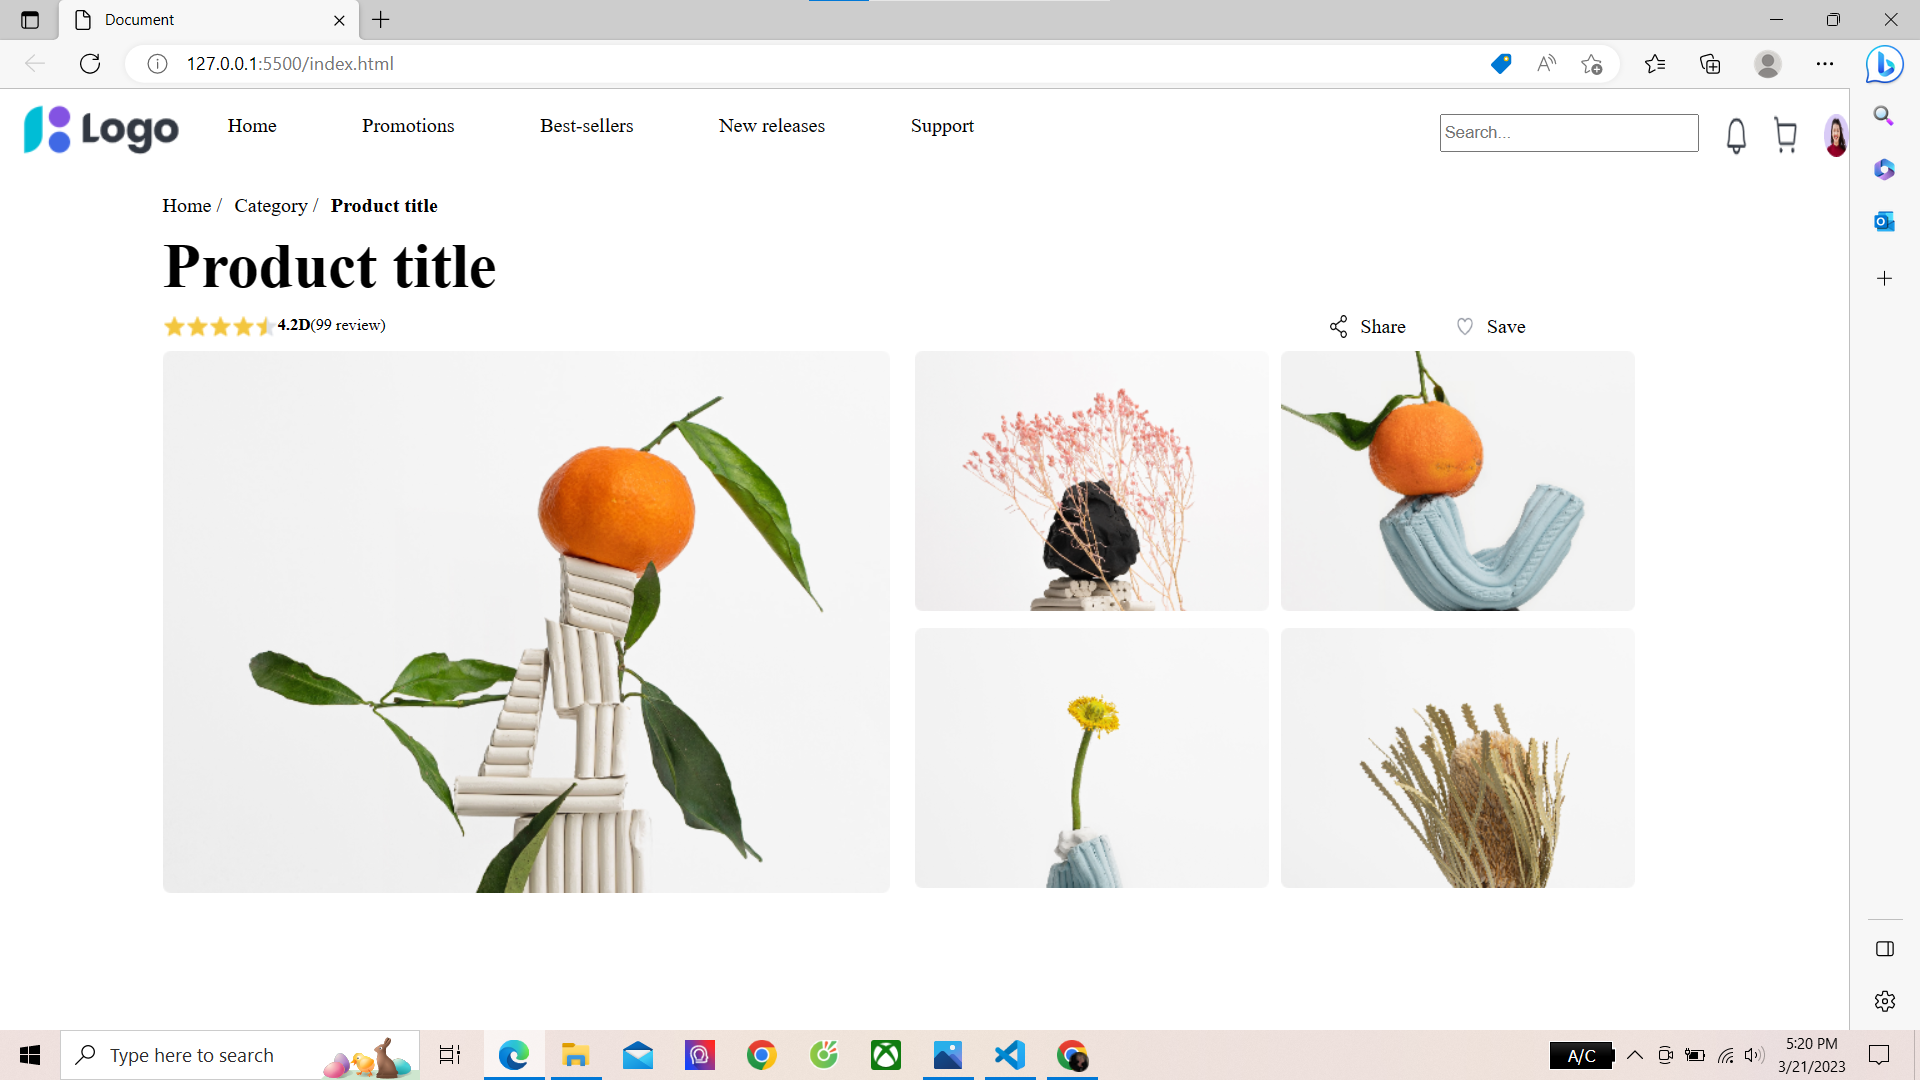 Document
127.0.0.1:5500/index.html
Logo
Home
Promotions
Best-sellers
New releases
Support
Search...
Home / Category / Product title
Product title
4.2D(99 review)
Share
Save
Type here to search
A/C
5:20 PM
3/21/2023